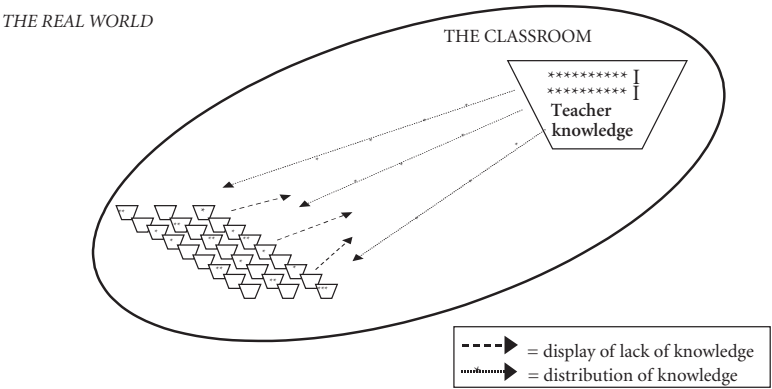 THE REAL WORLD
THE CLASSROOM
********** I
********** I
Teacher
knowledge
= display of lack of knowledge
= distribution of knowledge